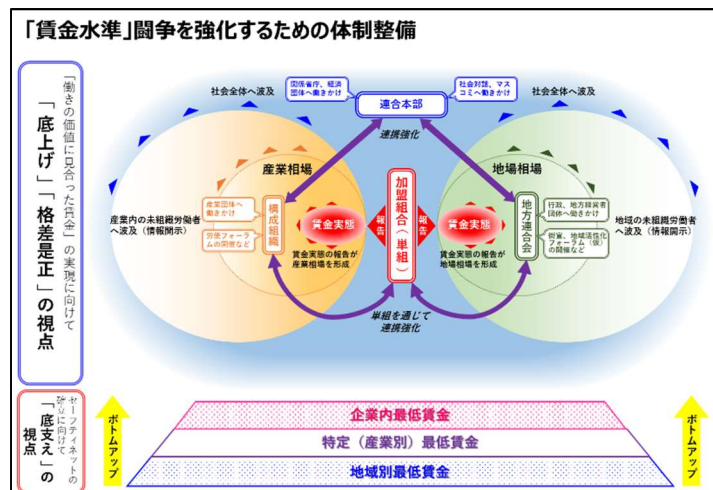 「賃金水準」闘争を強化するための体制整備
「働きの価値に見合った賃金」の実現に向けて
「底上げ」「格差是正」の視点
社会全体へ波及
関係省庁、経済
団体へ働きかけ
連合本部
社会対話、マス
コミへ働きかけ
社会全体へ波及
連携強化
産業相場
地場相場
産業内の未組織労働者
へ波及（情報開示）
産業団体へ
働きかけ
労使フォーラ
ムの開催など
構成組織
賃金実態
報告
加盟組合（単組）
報告
賃金実態
地方連合会
行政、地方経営者
団体へ働きかけ
街宣、地域活性化
フォーラム（仮）
の開催など
地域の未組織労働者
へ波及（情報開示）
賃金実態の報告が
産業相場を形成
賃金実態の報告が
地場相場を形成
単組を通じて
連携強化
セーフティネットの
確立に向けて
「底支え」の
視点
ボトムアップ
企業内最低賃金
特定（産業別）最低賃金
地域別最低賃金
ボトムアップ